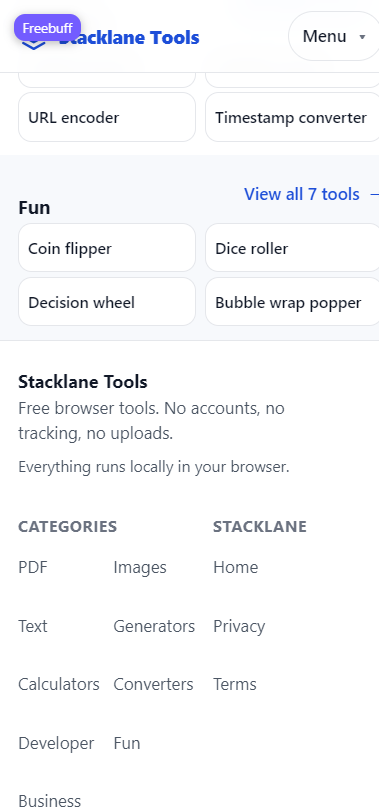 Freebuff
Stacklane Tools
Menu
URL encoder
Timestamp converter
View all 7 tools →
Fun
Coin flipper
Dice roller
Decision wheel
Bubble wrap popper
Stacklane Tools
Free browser tools. No accounts, no
tracking, no uploads.
Everything runs locally in your browser.
CATEGORIES
STACKLANE
PDF
Images
Home
Text
Generators
Privacy
Calculators
Converters
Terms
Developer
Fun
Business